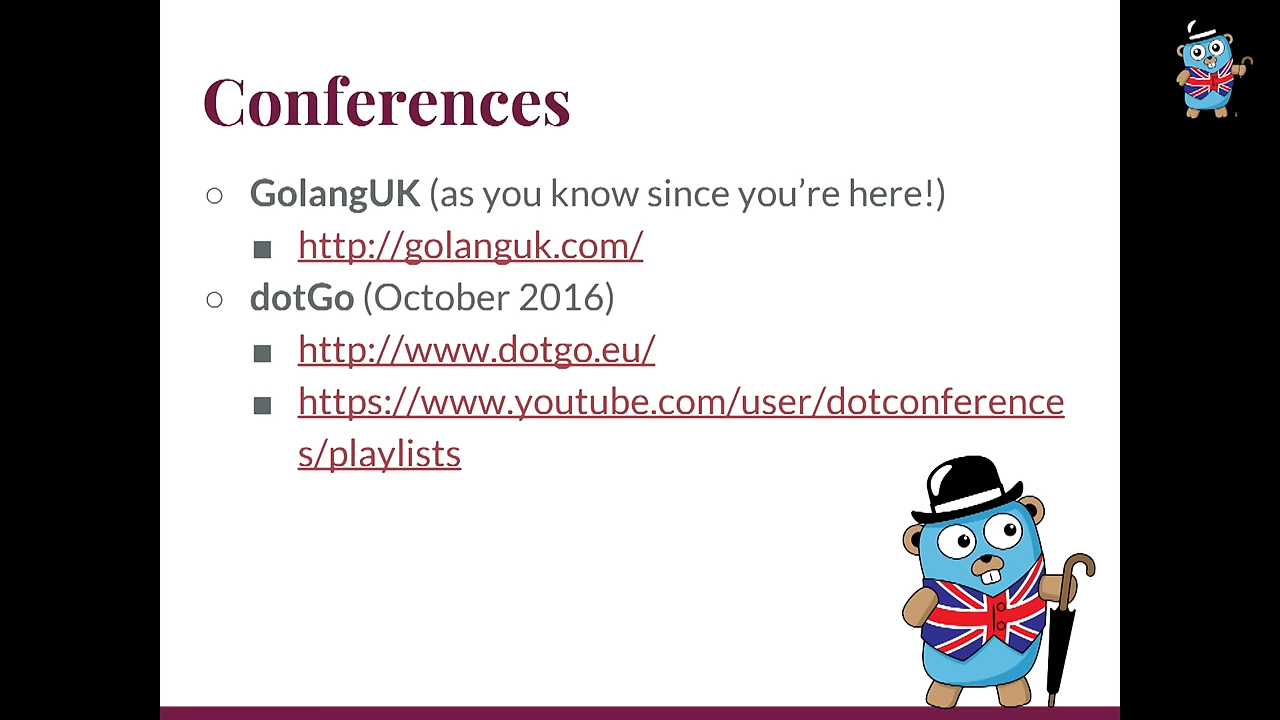 Conferences
○ GolangUK (as you know since you’re here!)
■ http://golanguk.com/
○ dotGo (October 2016)
■ http://www.dotgo.eu/
■ https://www.youtube.com/user/dotconference
s/playlists